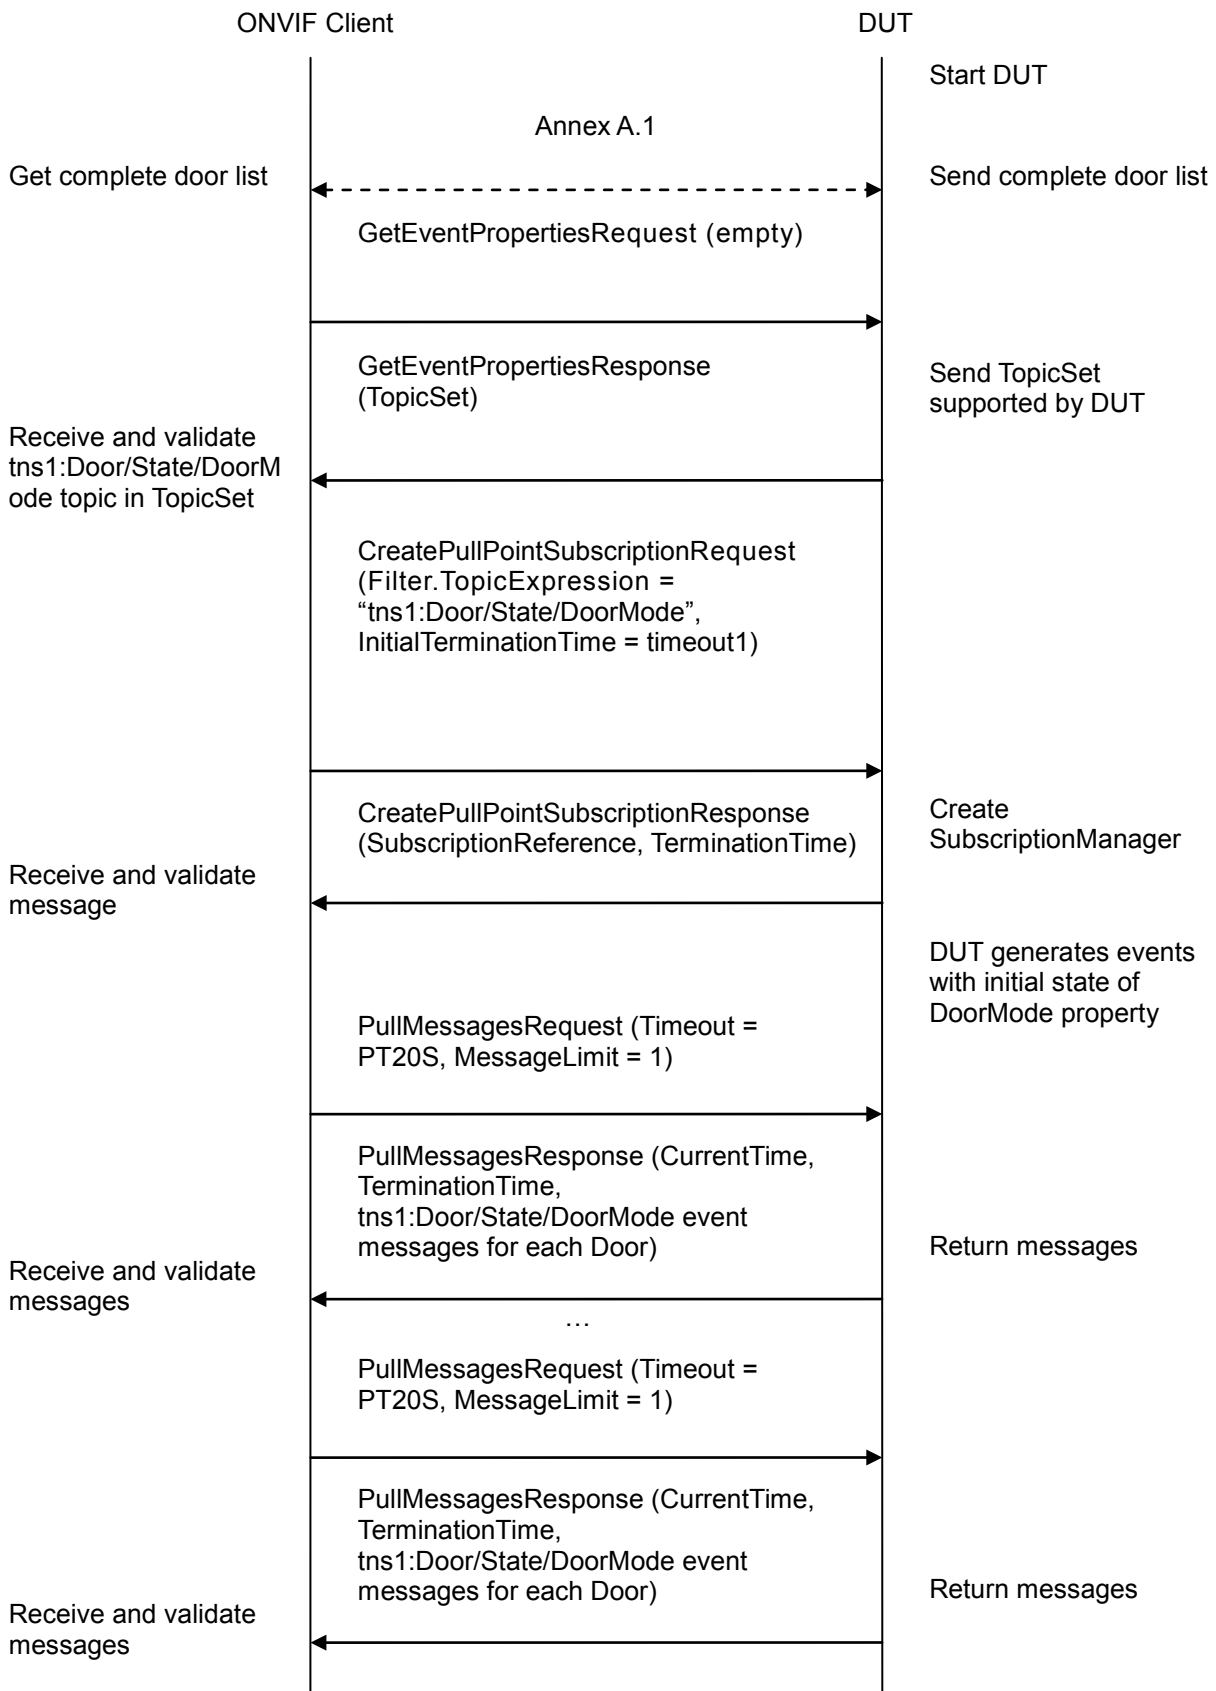 ONVIF Client
DUT
Start DUT
Annex A.1
Get complete door list
Send complete door list
GetEventPropertiesRequest (empty)
GetEventPropertiesResponse
(TopicSet)
Send TopicSet
supported by DUT
Receive and validate
tns1:Door/State/DoorM
ode topic in TopicSet
CreatePullPointSubscriptionRequest
(Filter.TopicExpression =
“tns1:Door/State/DoorMode”,
InitialTerminationTime = timeout1)
CreatePullPointSubscriptionResponse
(SubscriptionReference, TerminationTime)
Create
SubscriptionManager
Receive and validate
message
DUT generates events
with initial state of
DoorMode property
PullMessagesRequest (Timeout =
PT20S, MessageLimit = 1)
PullMessagesResponse (CurrentTime,
TerminationTime,
tns1:Door/State/DoorMode event
messages for each Door)
Return messages
Receive and validate
messages
…
PullMessagesRequest (Timeout =
PT20S, MessageLimit = 1)
PullMessagesResponse (CurrentTime,
TerminationTime,
tns1:Door/State/DoorMode event
messages for each Door)
Return messages
Receive and validate
messages